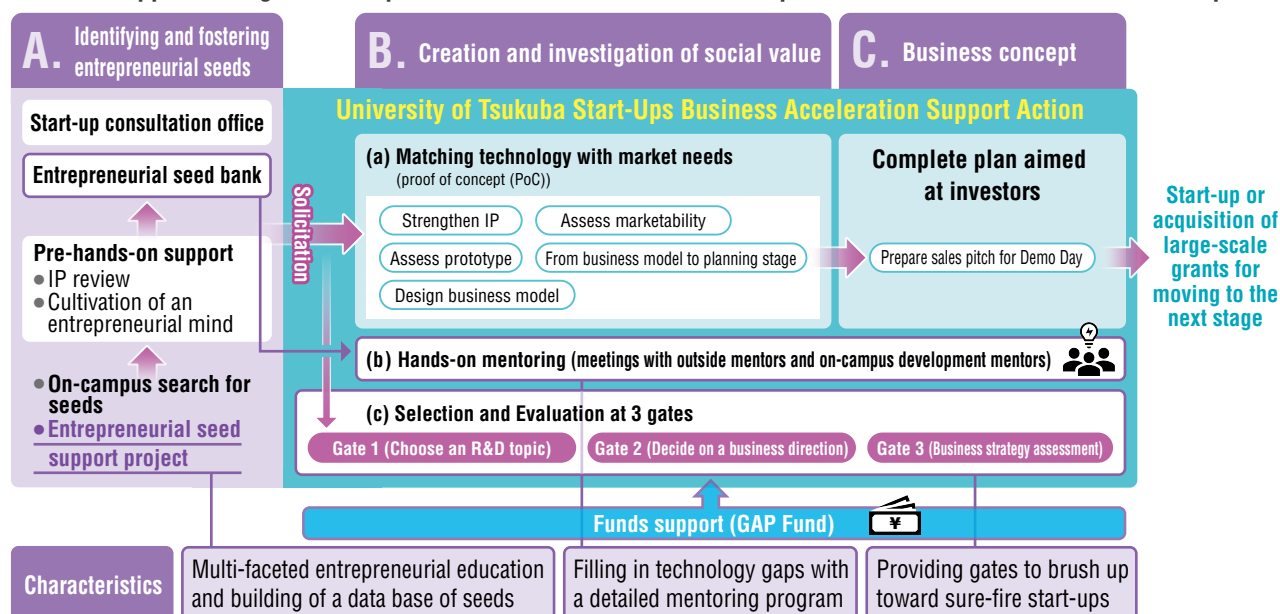 A.
Identifying and fostering
entrepreneurial seeds
B. Creation and investigation of social value
C. Business concept
Start-up consultation office
Entrepreneurial seed bank
Pre-hands-on support
● IP review
● Cultivation of an
entrepreneurial mind
● On-campus search for
seeds
● Entrepreneurial seed
support project
Solicitation
University of Tsukuba Start-Ups Business Acceleration Support Action
(a) Matching technology with market needs
(proof of concept (PoC))
Strengthen IP
Assess marketability
Assess prototype
From business model to planning stage
Design business model
Complete plan aimed
at investors
Prepare sales pitch for Demo Day
Start-up or
acquisition of
large-scale
grants for
moving to the
next stage
(b) Hands-on mentoring (meetings with outside mentors and on-campus development mentors)
(c) Selection and Evaluation at 3 gates
Gate 1 (Choose an R&D topic)
Gate 2 (Decide on a business direction)
Gate 3 (Business strategy assessment)
Funds support (GAP Fund)
¥
Characteristics
Multi-faceted entrepreneurial education
and building of a data base of seeds
Filling in technology gaps with
a detailed mentoring program
Providing gates to brush up
toward sure-fire start-ups